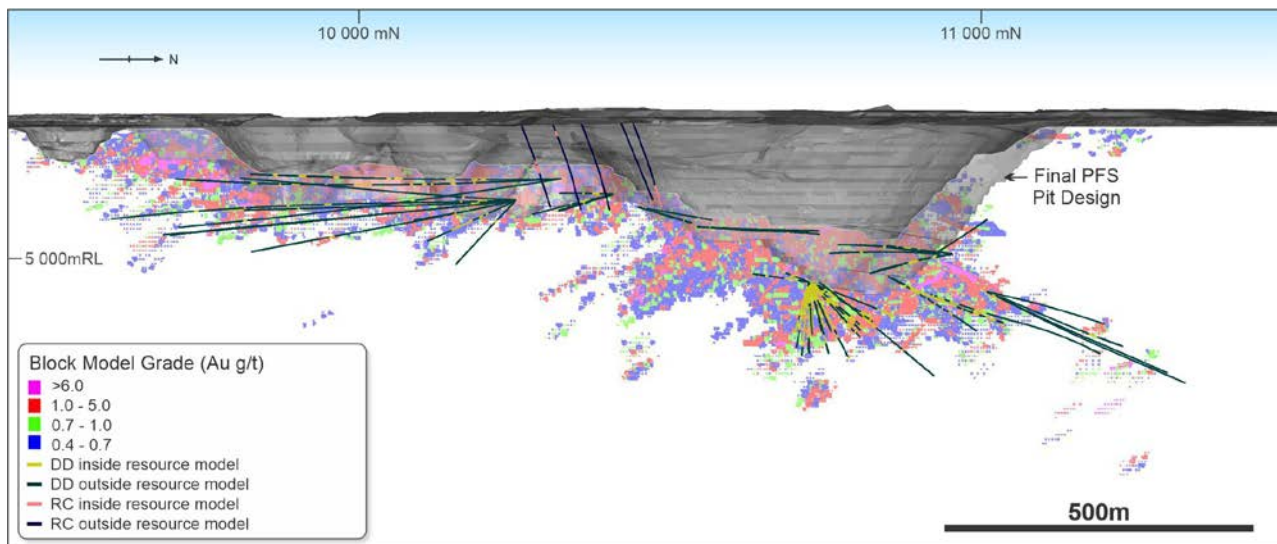 10 000 mN
11 000 mN
N
Final PFS
Pit Design
5 000mRL
Block Model Grade (Au g/t)
>6.0
1.0 - 5.0
0.7 - 1.0
0.4 - 0.7
DD inside resource model
DD outside resource model
RC inside resource model
RC outside resource model
500m